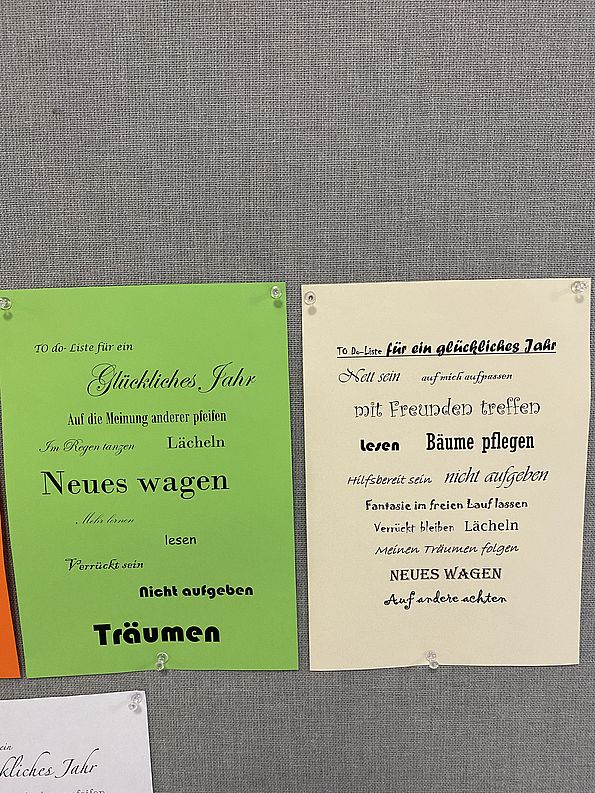 TO do- Liste für ein
Glückliches Jahr
Auf die Meinung anderer pfeifen
Im Regen tanzen Lächeln
Neues wagen
Mehr lernen
lesen
Verrückt sein
Nicht aufgeben
Träumen
TO Do-Liste für ein glückliches Jahr
Nett sein auf mich aufpassen
mit Freunden treffen
Lesen Bäume pflegen
Hilfsbereit sein nicht aufgeben
Fantasie im freien Lauf lassen
Verrückt bleiben Lächeln
Meinen Träumen folgen
NEUES WAGEN
Auf andere achten
ein
kliches Jahr
pfeifen